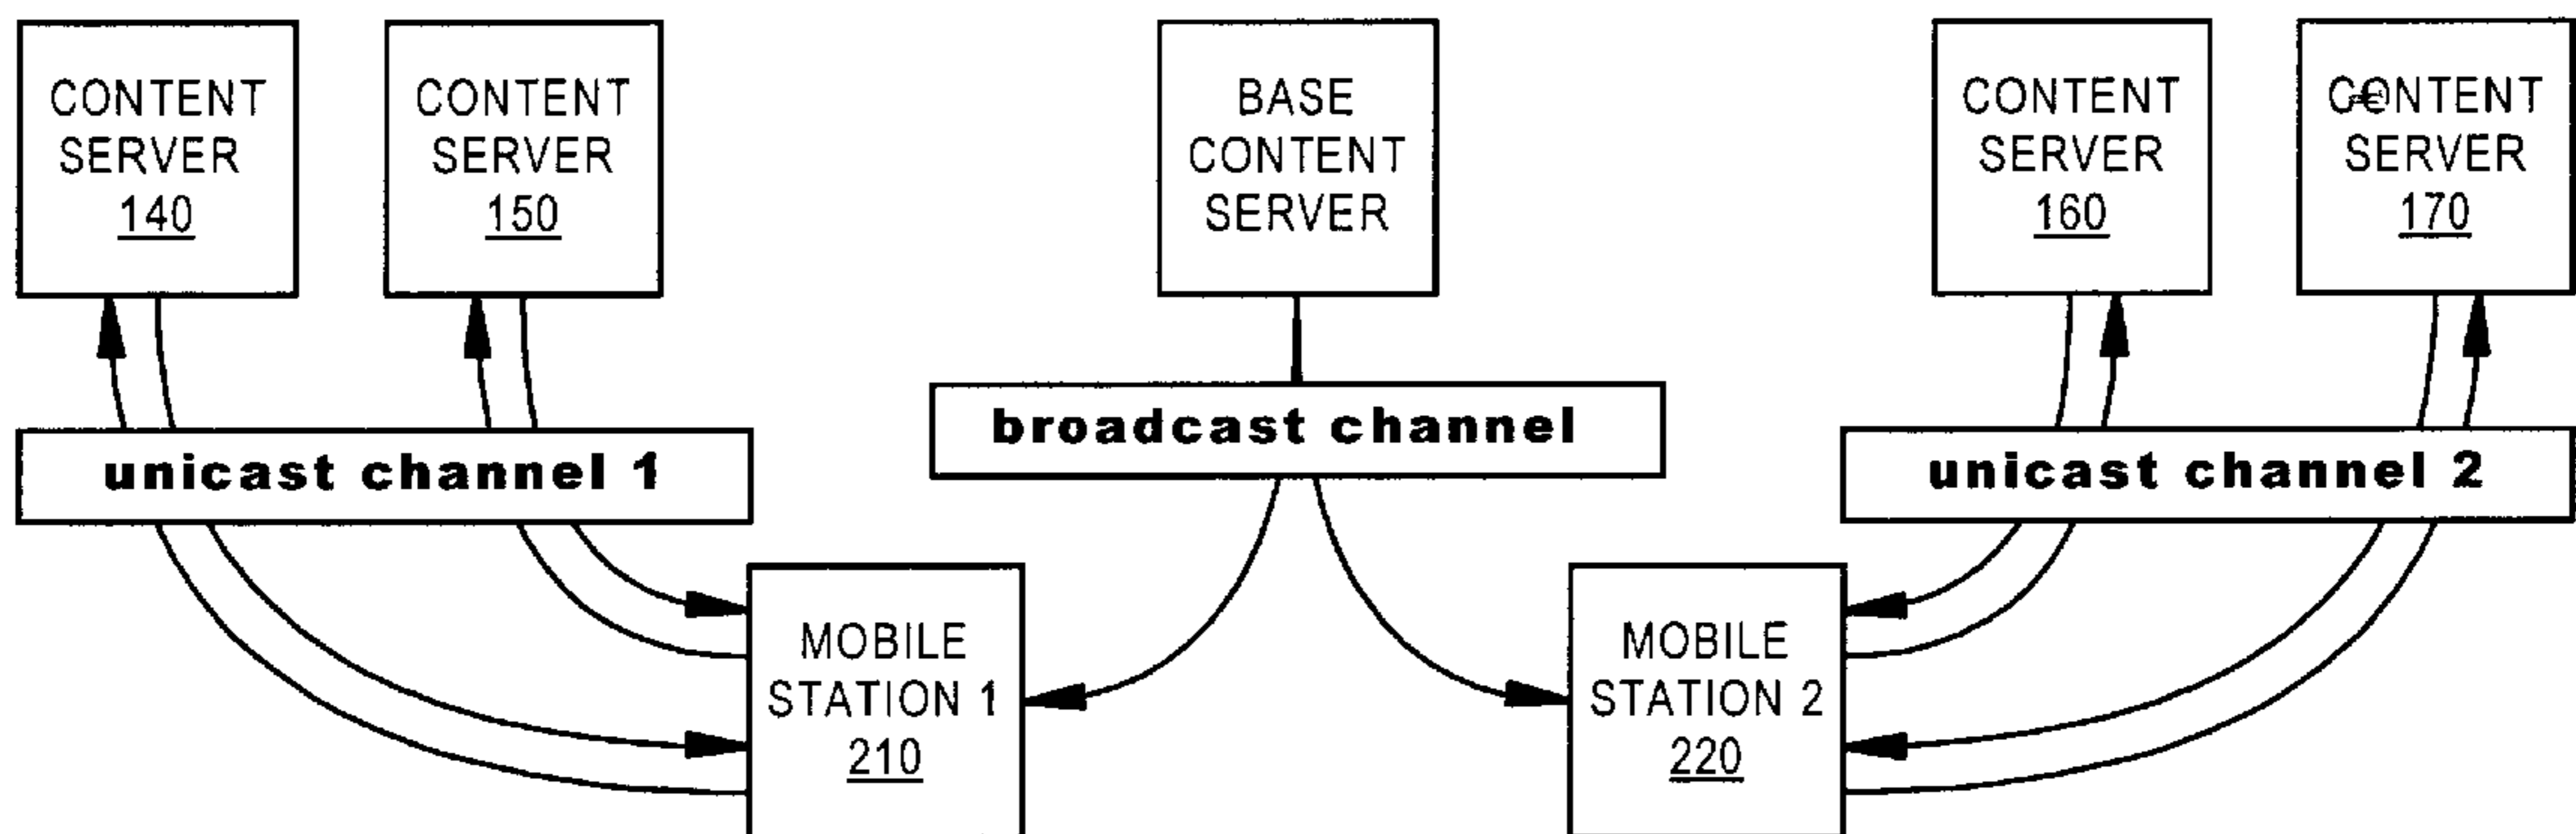 CONTENT
SERVER
140
CONTENT
SERVER
150
BASE
CONTENT
SERVER
CONTENT
SERVER
160
CONTENT
SERVER
170
unicast channel 1
broadcast channel
unicast channel 2
MOBILE
STATION 1
210
MOBILE
STATION 2
220